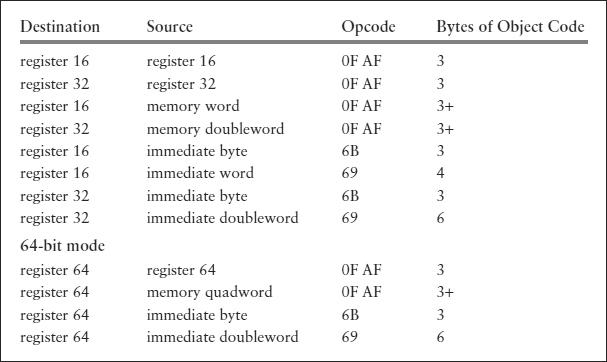 Destination Source Opcode Bytes of Object Code
register 16 register 16 0F AF 3
register 32 register 32 0F AF 3
register 16 memory word 0F AF 3+
register 32 memory doubleword 0F AF 3+
register 16 immediate byte 6B 3
register 16 immediate word 69 4
register 32 immediate byte 6B 3
register 32 immediate doubleword 69 6
64-bit mode
register 64 register 64 0F AF 3
register 64 memory quadword 0F AF 3+
register 64 immediate byte 6B 3
register 64 immediate doubleword 69 6